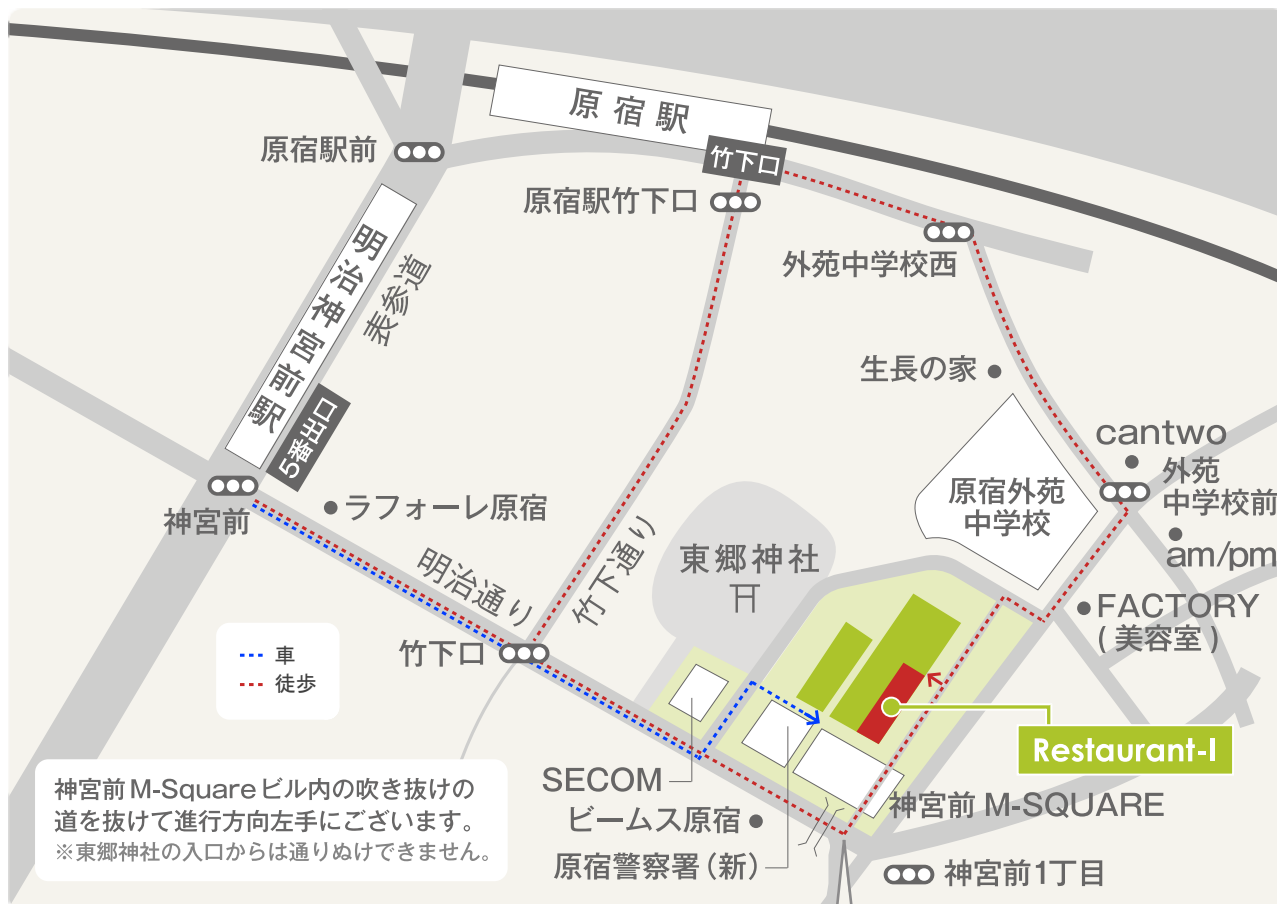 原宿駅
竹下口
原宿駅前
原宿駅竹下口
外苑中学校西
明治神宮前駅
表参道
5番出口
生長の家
cantwo
外苑
中学校前
am/pm
原宿外苑
中学校
神宮前
ラフォーレ原宿
明治通り
竹下通り
東郷神社
FACTORY
(美容室)
竹下口
車
徒歩
Restaurant-I
SECOM
神宮前 M-SQUARE
ビームス原宿
原宿警察署(新)
神宮前1丁目
神宮前 M-Square ビル内の吹き抜けの
道を抜けて進行方向左手にございます。
※東郷神社の入口からは通りぬけできません。